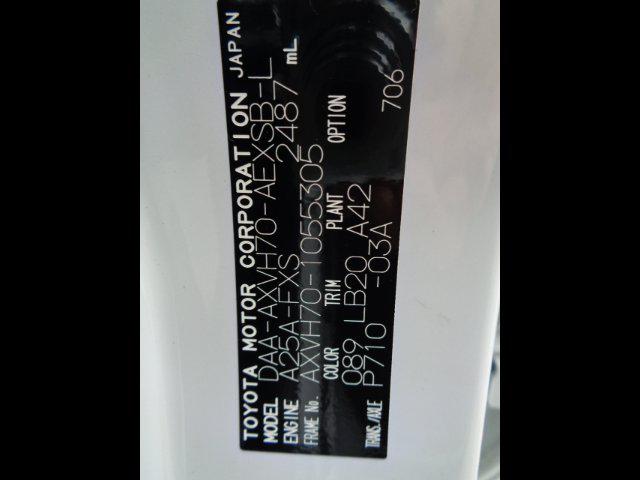 TOYOTA MOTOR CORPORATION JAPAN
MODEL DAA-AXVH70-AEXSB-L
ENGINE A25A-FXS 2487 mL
FRAME No. AXVH70-1055305
COLOR TRIM PLANT OPTION
089 LB20 A42 706
TRANS./AXLE P710 -03A